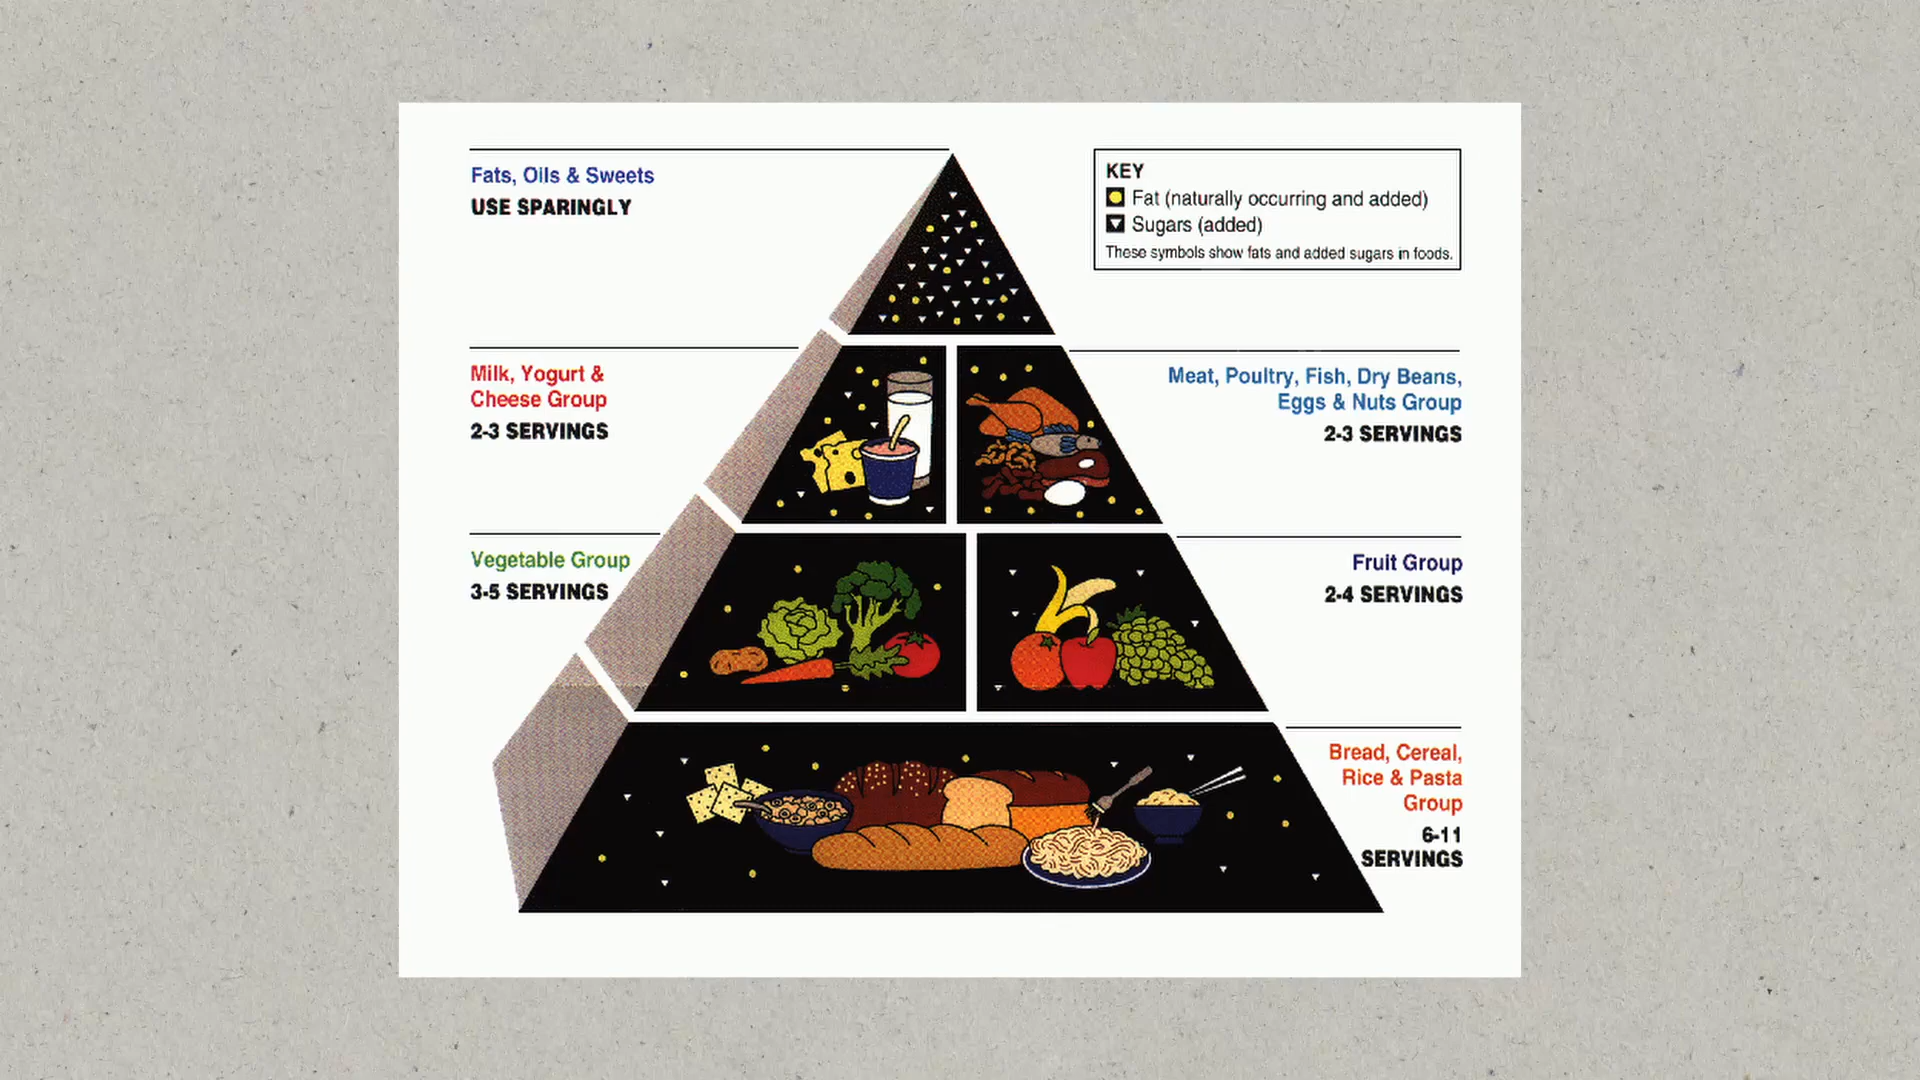 Fats, Oils & Sweets
USE SPARINGLY
KEY
Fat (naturally occurring and added)
Sugars (added)
These symbols show fats and added sugars in foods.
Milk, Yogurt &
Cheese Group
2-3 SERVINGS
Meat, Poultry, Fish, Dry Beans,
Eggs & Nuts Group
2-3 SERVINGS
Vegetable Group
3-5 SERVINGS
Fruit Group
2-4 SERVINGS
Bread, Cereal,
Rice & Pasta
Group
6-11
SERVINGS